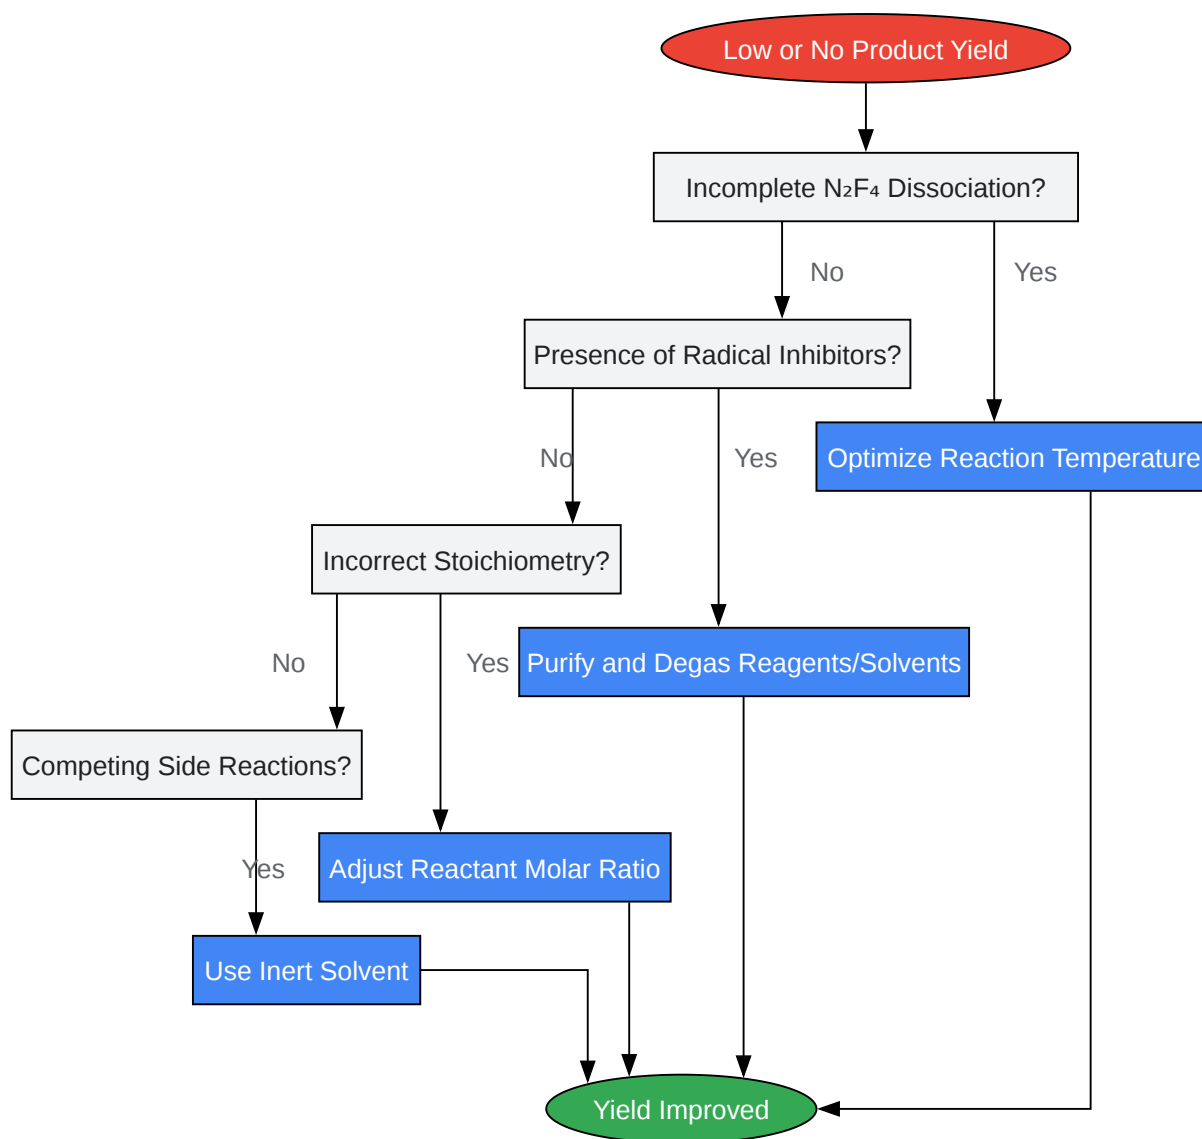 Low or No Product Yield
Incomplete N₂F₄ Dissociation?
No
Yes
Presence of Radical Inhibitors?
No
Yes
Optimize Reaction Temperature
Incorrect Stoichiometry?
No
Yes
Purify and Degas Reagents/Solvents
Competing Side Reactions?
Yes
Adjust Reactant Molar Ratio
Use Inert Solvent
Yield Improved